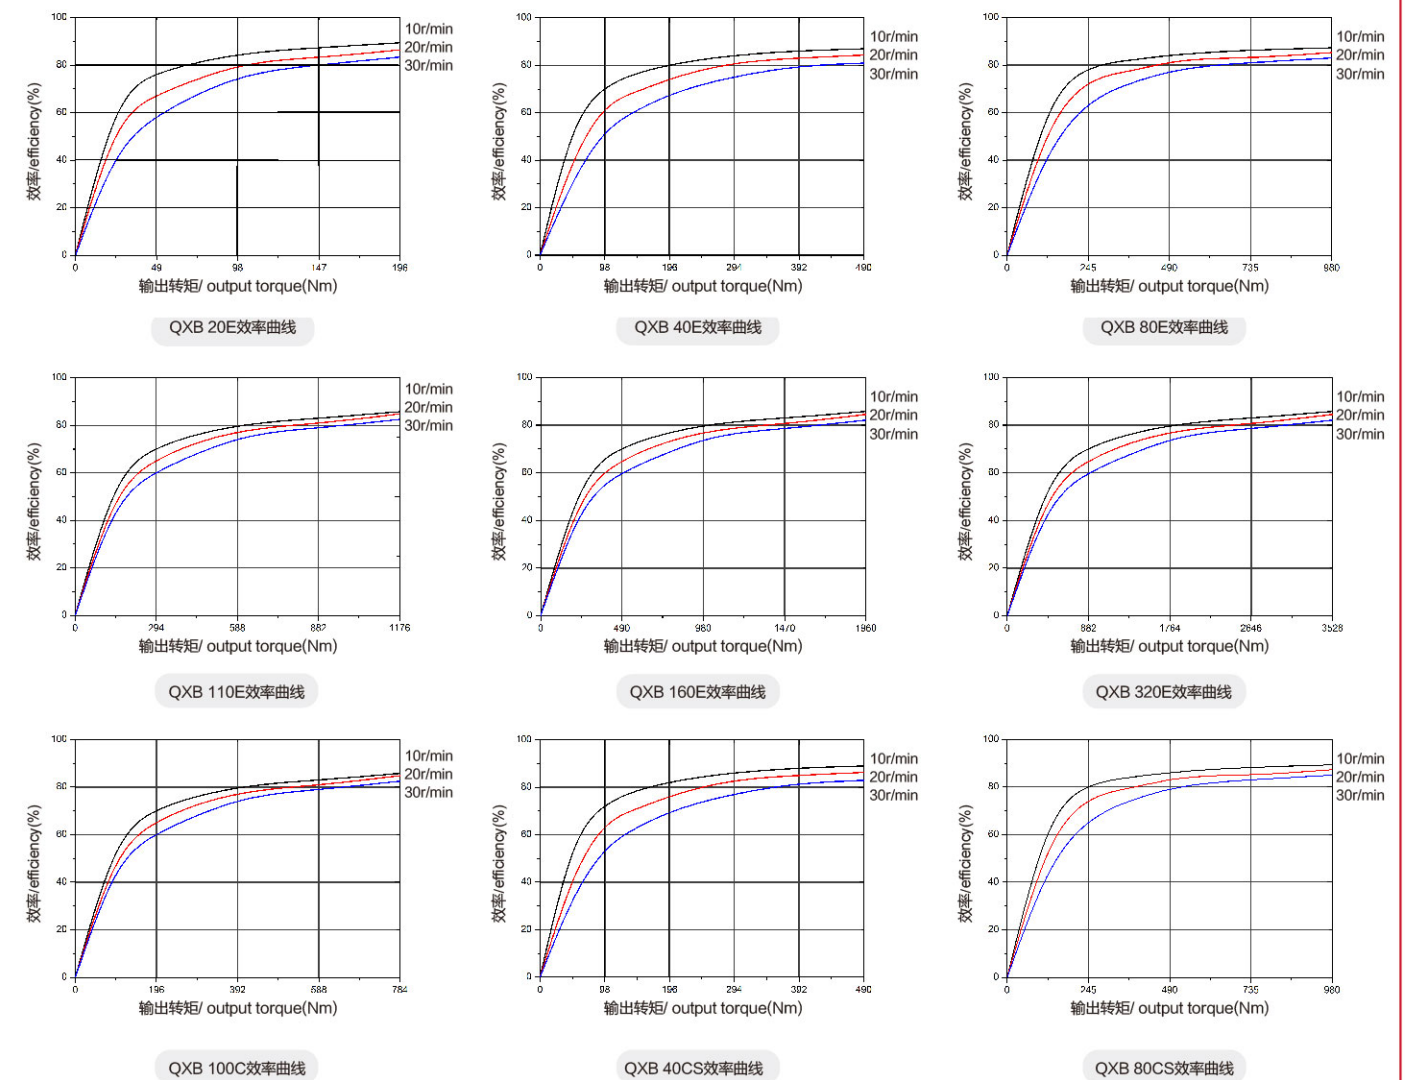 100
80
60
40
20
0
效率/efficiency(%)
10r/min
20r/min
30r/min
0 49 98 147 196
输出转矩/ output torque(Nm)
QXB 20E效率曲线
100
80
60
40
20
0
效率/efficiency(%)
10r/min
20r/min
30r/min
0 98 196 294 392 490
输出转矩/ output torque(Nm)
QXB 40E效率曲线
100
80
60
40
20
0
效率/efficiency(%)
10r/min
20r/min
30r/min
0 245 490 735 980
输出转矩/ output torque(Nm)
QXB 80E效率曲线
100
80
60
40
20
0
效率/efficiency(%)
10r/min
20r/min
30r/min
0 294 588 882 1176
输出转矩/ output torque(Nm)
QXB 110E效率曲线
100
80
60
40
20
0
效率/efficiency(%)
10r/min
20r/min
30r/min
0 490 980 1470 1960
输出转矩/ output torque(Nm)
QXB 160E效率曲线
100
80
60
40
20
0
效率/efficiency(%)
10r/min
20r/min
30r/min
0 882 1764 2646 3528
输出转矩/ output torque(Nm)
QXB 320E效率曲线
100
80
60
40
20
0
效率/efficiency(%)
10r/min
20r/min
30r/min
0 196 392 588 784
输出转矩/ output torque(Nm)
QXB 100C效率曲线
100
80
60
40
20
0
效率/efficiency(%)
10r/min
20r/min
30r/min
0 98 196 294 392 490
输出转矩/ output torque(Nm)
QXB 40CS效率曲线
100
80
60
40
20
0
效率/efficiency(%)
10r/min
20r/min
30r/min
0 245 490 735 980
输出转矩/ output torque(Nm)
QXB 80CS效率曲线